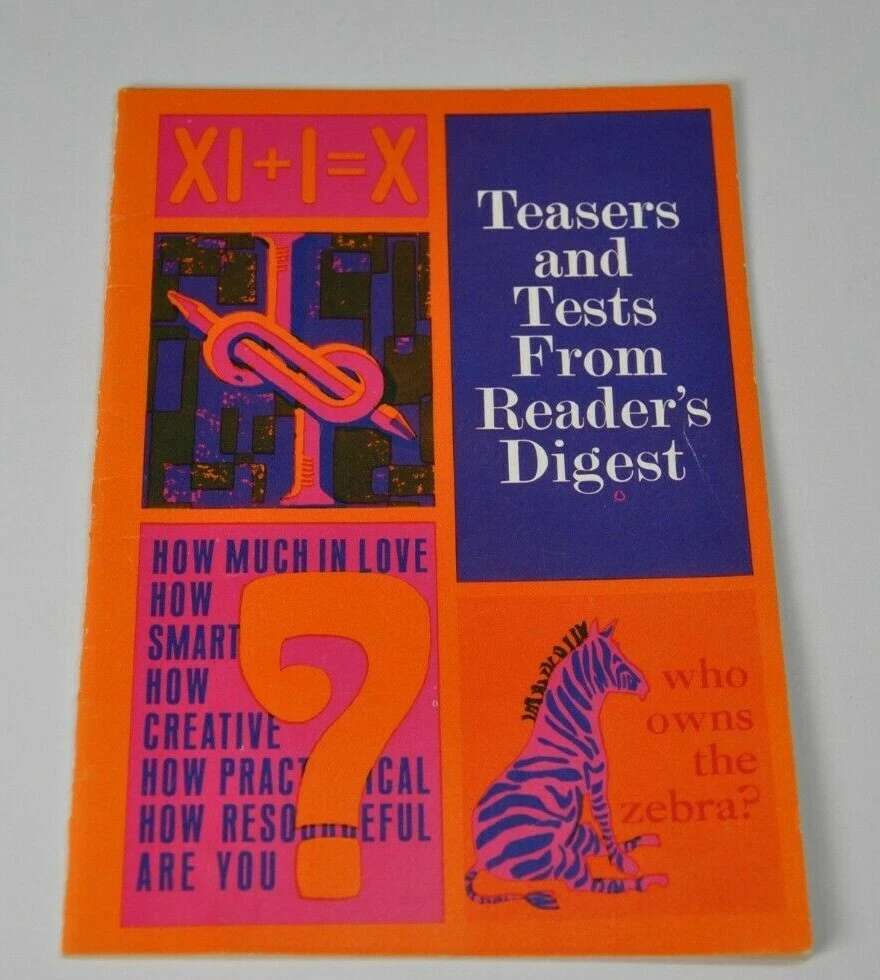 XI+I=X
Teasers
and
Tests
From
Reader's
Digest
HOW MUCH IN LOVE
HOW
SMART
HOW
CREATIVE
HOW PRACTICAL
HOW RESOURCEFUL
ARE YOU
?
who
owns
the
zebra?